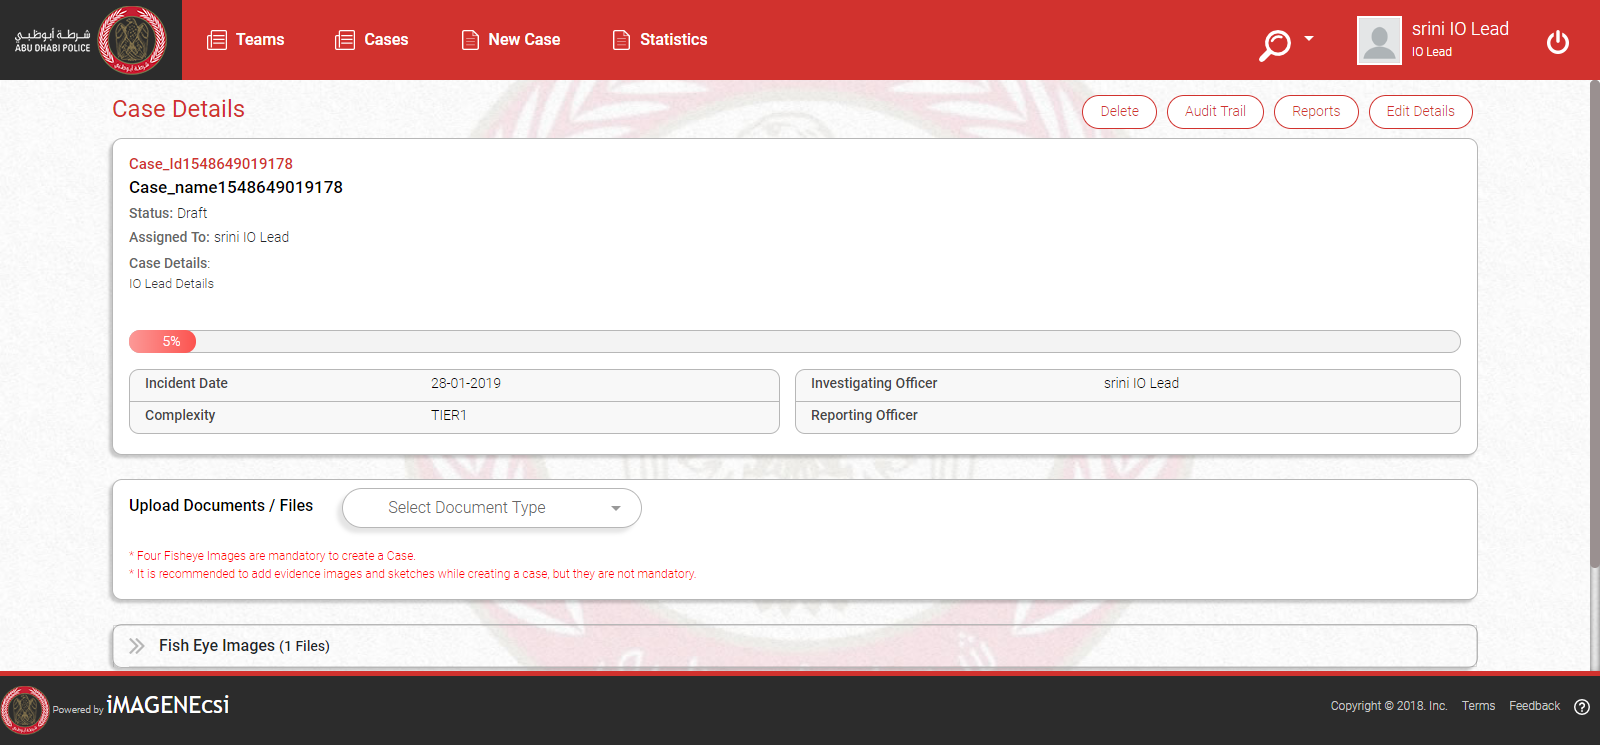 شرطة أبوظبي
ABU DHABI POLICE
Teams
Cases
New Case
Statistics
srini IO Lead
IO Lead
Case Details
Delete
Audit Trail
Reports
Edit Details
Case_Id1548649019178
Case_name1548649019178
Status: Draft
Assigned To: srini IO Lead
Case Details:
IO Lead Details
5%
Incident Date 28-01-2019
Complexity TIER1
Investigating Officer srini IO Lead
Reporting Officer
Upload Documents / Files
Select Document Type
* Four Fisheye Images are mandatory to create a Case.
* It is recommended to add evidence images and sketches while creating a case, but they are not mandatory.
Fish Eye Images (1 Files)
Powered by iMAGENEcsi
Copyright © 2018. Inc.
Terms
Feedback